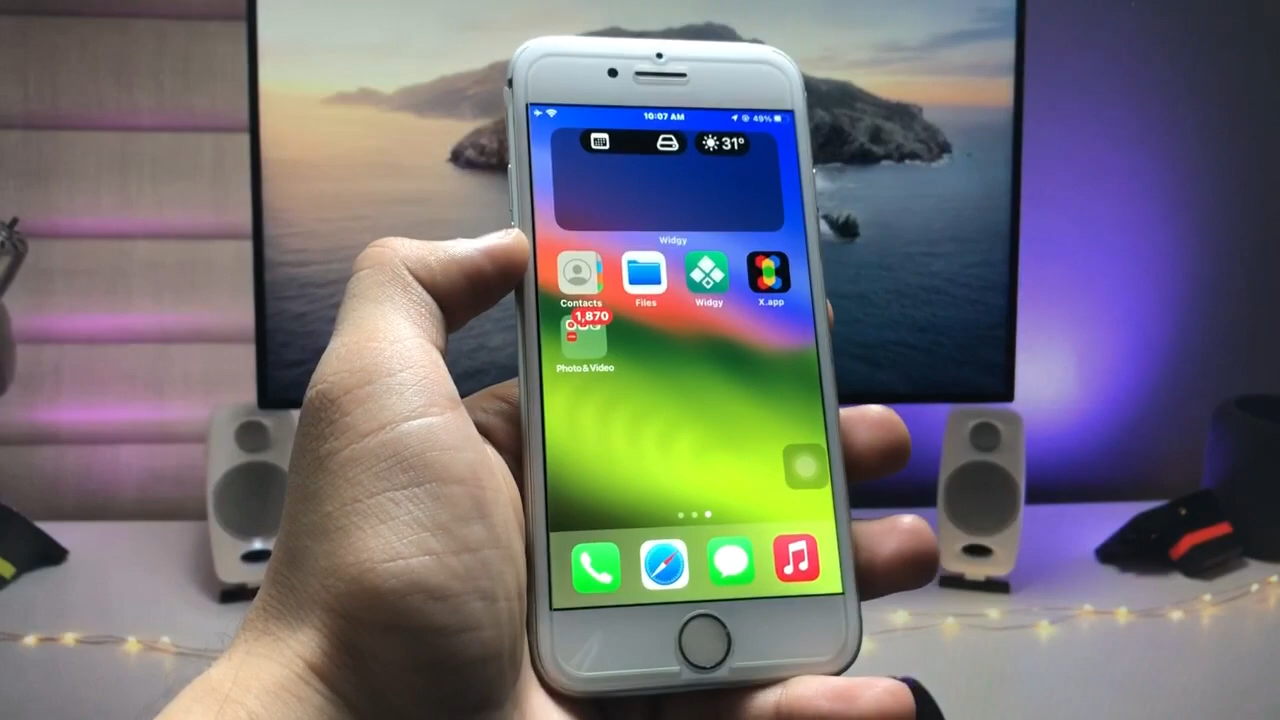 10:07 AM 49%
31°
Widgy
Contacts Files Widgy X.app
1,870
Photo & Video